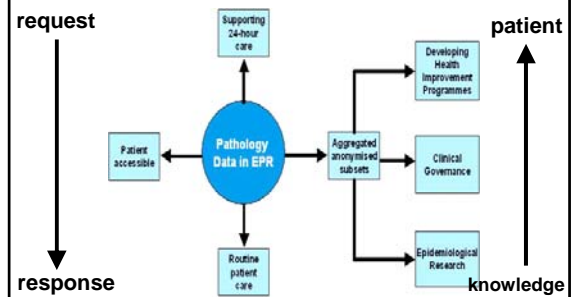 request
patient
Supporting
24-hour
care
Developing
Health
Improvement
Programmes
Patient
accessible
Pathology
Data in EPR
Aggregated
anonymised
subsets
Clinical
Governance
Routine
patient
care
Epidemiological
Research
response
knowledge